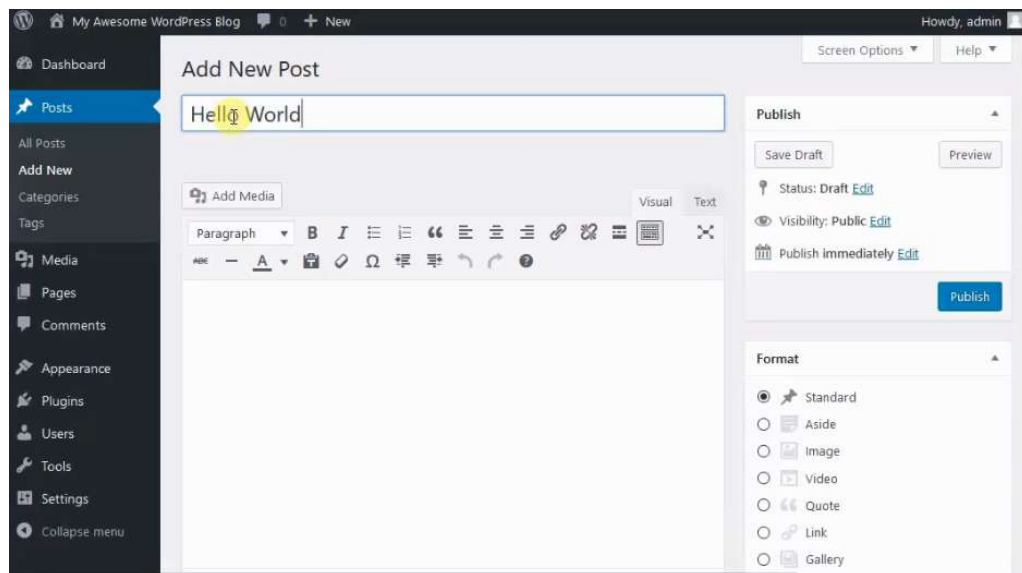 My Awesome WordPress Blog 0 + New Howdy, admin
Screen Options Help
Dashboard
Posts
All Posts
Add New
Categories
Tags
Media
Pages
Comments
Appearance
Plugins
Users
Tools
Settings
Collapse menu
Add New Post
Hello World
Add Media
Visual Text
Paragraph B I
ABC A Ω
Publish
Save Draft Preview
Status: Draft Edit
Visibility: Public Edit
Publish immediately Edit
Publish
Format
Standard
Aside
Image
Video
Quote
Link
Gallery